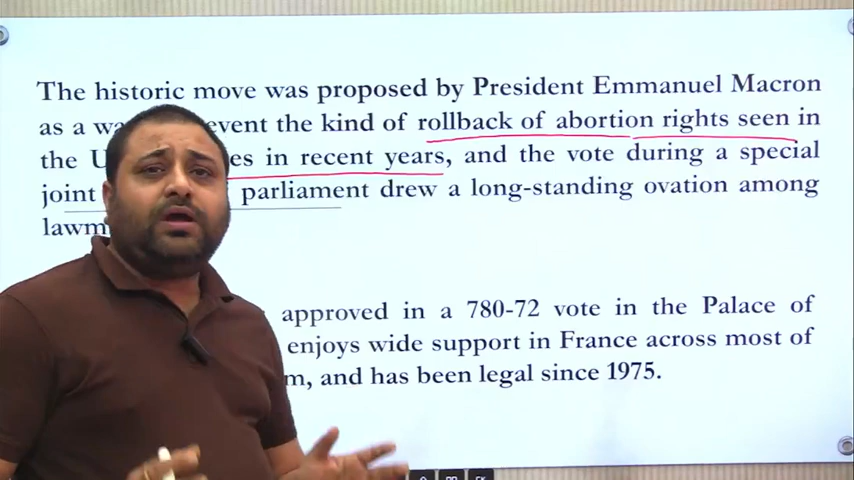 The historic move was proposed by President Emmanuel Macron
as a wa event the kind of rollback of abortion rights seen in
the U es in recent years, and the vote during a special
joint parliament drew a long-standing ovation among
lawm
approved in a 780-72 vote in the Palace of
enjoys wide support in France across most of
m, and has been legal since 1975.